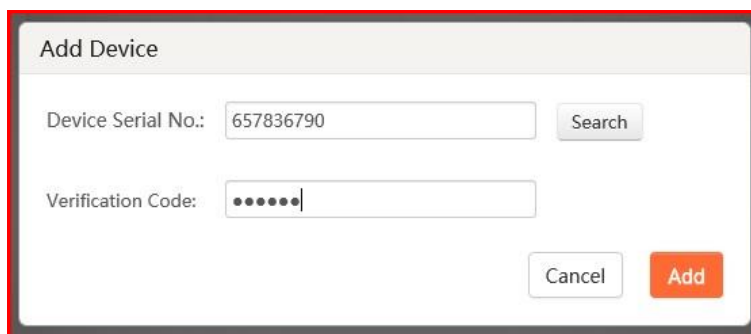 Add Device
Device Serial No.: 657836790 Search
Verification Code: ●●●●●●
Cancel Add